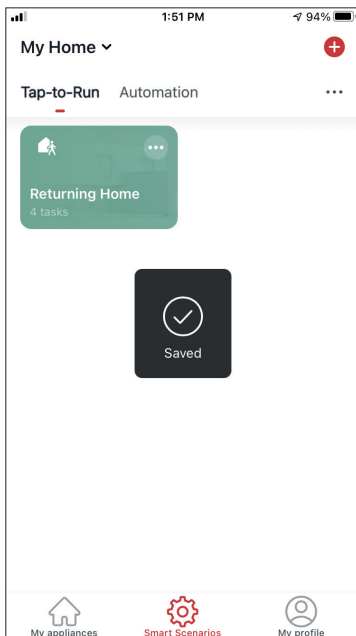 1:51 PM
94%
My Home
Tap-to-Run Automation
Returning Home
4 tasks
Saved
My appliances Smart Scenarios My profile